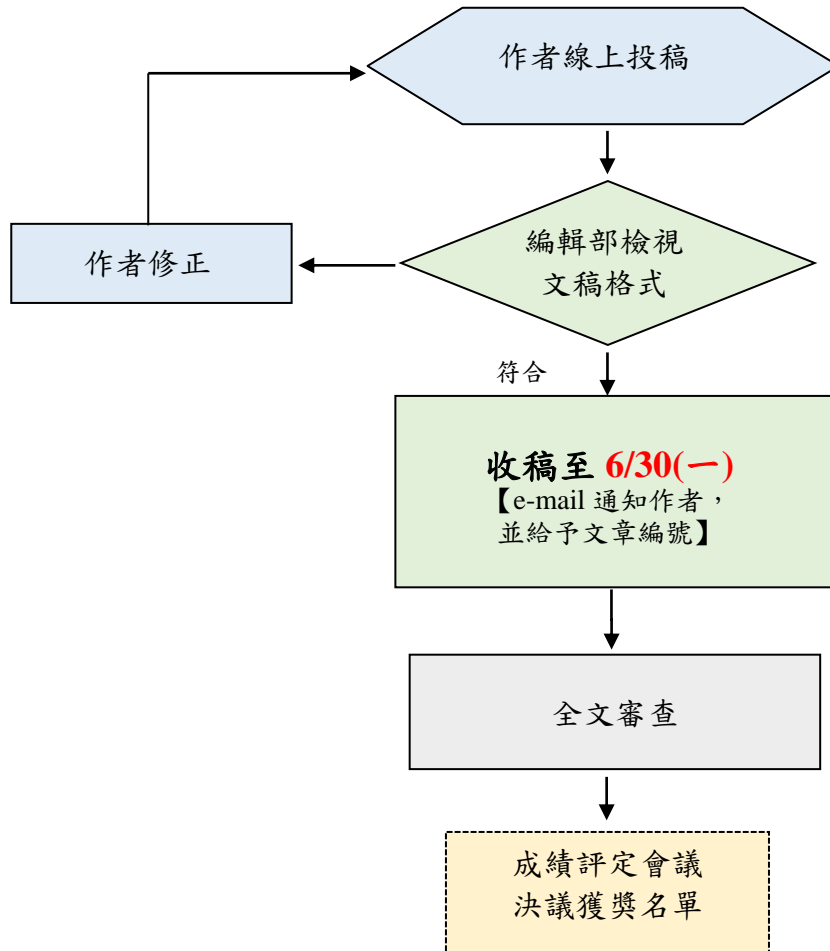 作者線上投稿
編輯部檢視
文稿格式
作者修正
符合
收稿至 6/30(一)
【e-mail 通知作者，
並給予文章編號】
全文審查
成績評定會議
決議獲獎名單